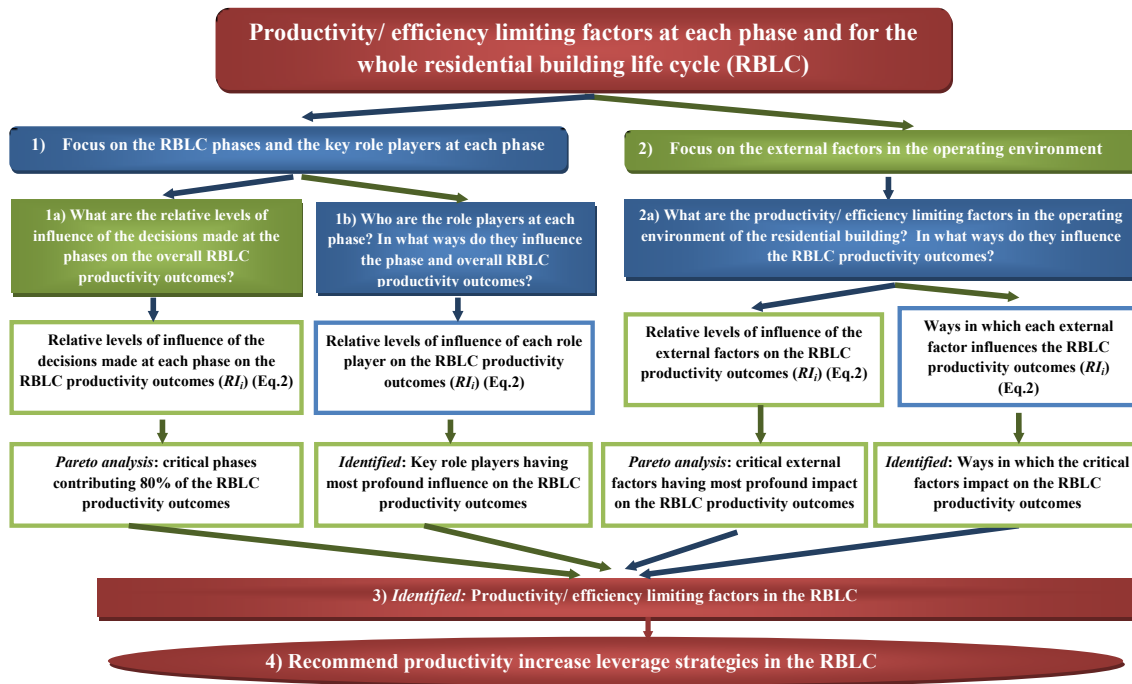 Productivity/ efficiency limiting factors at each phase and for the
whole residential building life cycle (RBLC)
1) Focus on the RBLC phases and the key role players at each phase
2) Focus on the external factors in the operating environment
1a) What are the relative levels of
influence of the decisions made at the
phases on the overall RBLC
productivity outcomes?
1b) Who are the role players at each
phase? In what ways do they influence
the phase and overall RBLC
productivity outcomes?
2a) What are the productivity/ efficiency limiting factors in the operating
environment of the residential building? In what ways do they influence
the RBLC productivity outcomes?
Relative levels of influence of the
decisions made at each phase on the
RBLC productivity outcomes (RIi) (Eq.2)
Relative levels of influence of each role
player on the RBLC productivity
outcomes (RIi) (Eq.2)
Relative levels of influence of the
external factors on the RBLC
productivity outcomes (RIi) (Eq.2)
Ways in which each external
factor influences the RBLC
productivity outcomes (RIi)
(Eq.2)
Pareto analysis: critical phases
contributing 80% of the RBLC
productivity outcomes
Identified: Key role players having
most profound influence on the RBLC
productivity outcomes
Pareto analysis: critical external
factors having most profound impact
on the RBLC productivity outcomes
Identified: Ways in which the critical
factors impact on the RBLC
productivity outcomes
3) Identified: Productivity/ efficiency limiting factors in the RBLC
4) Recommend productivity increase leverage strategies in the RBLC